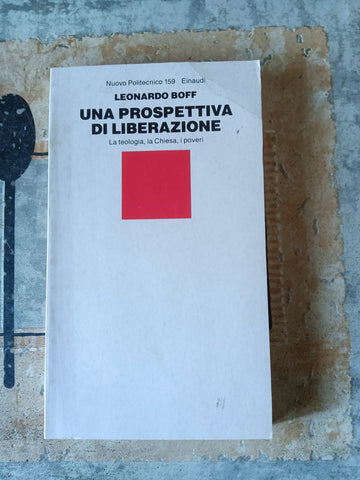 Nuovo Politecnico 159 Einaudi
LEONARDO BOFF
UNA PROSPETTIVA
DI LIBERAZIONE
La teologia, la Chiesa, i poveri